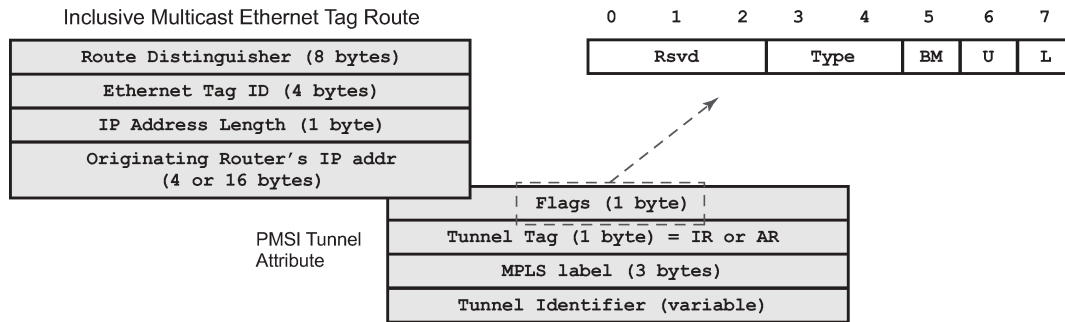 Inclusive Multicast Ethernet Tag Route
Route Distinguisher (8 bytes)
Ethernet Tag ID (4 bytes)
IP Address Length (1 byte)
Originating Router's IP addr
(4 or 16 bytes)
0 1 2 3 4 5 6 7
Rsvd Type BM U L
PMSI Tunnel
Attribute
Flags (1 byte)
Tunnel Tag (1 byte) = IR or AR
MPLS label (3 bytes)
Tunnel Identifier (variable)